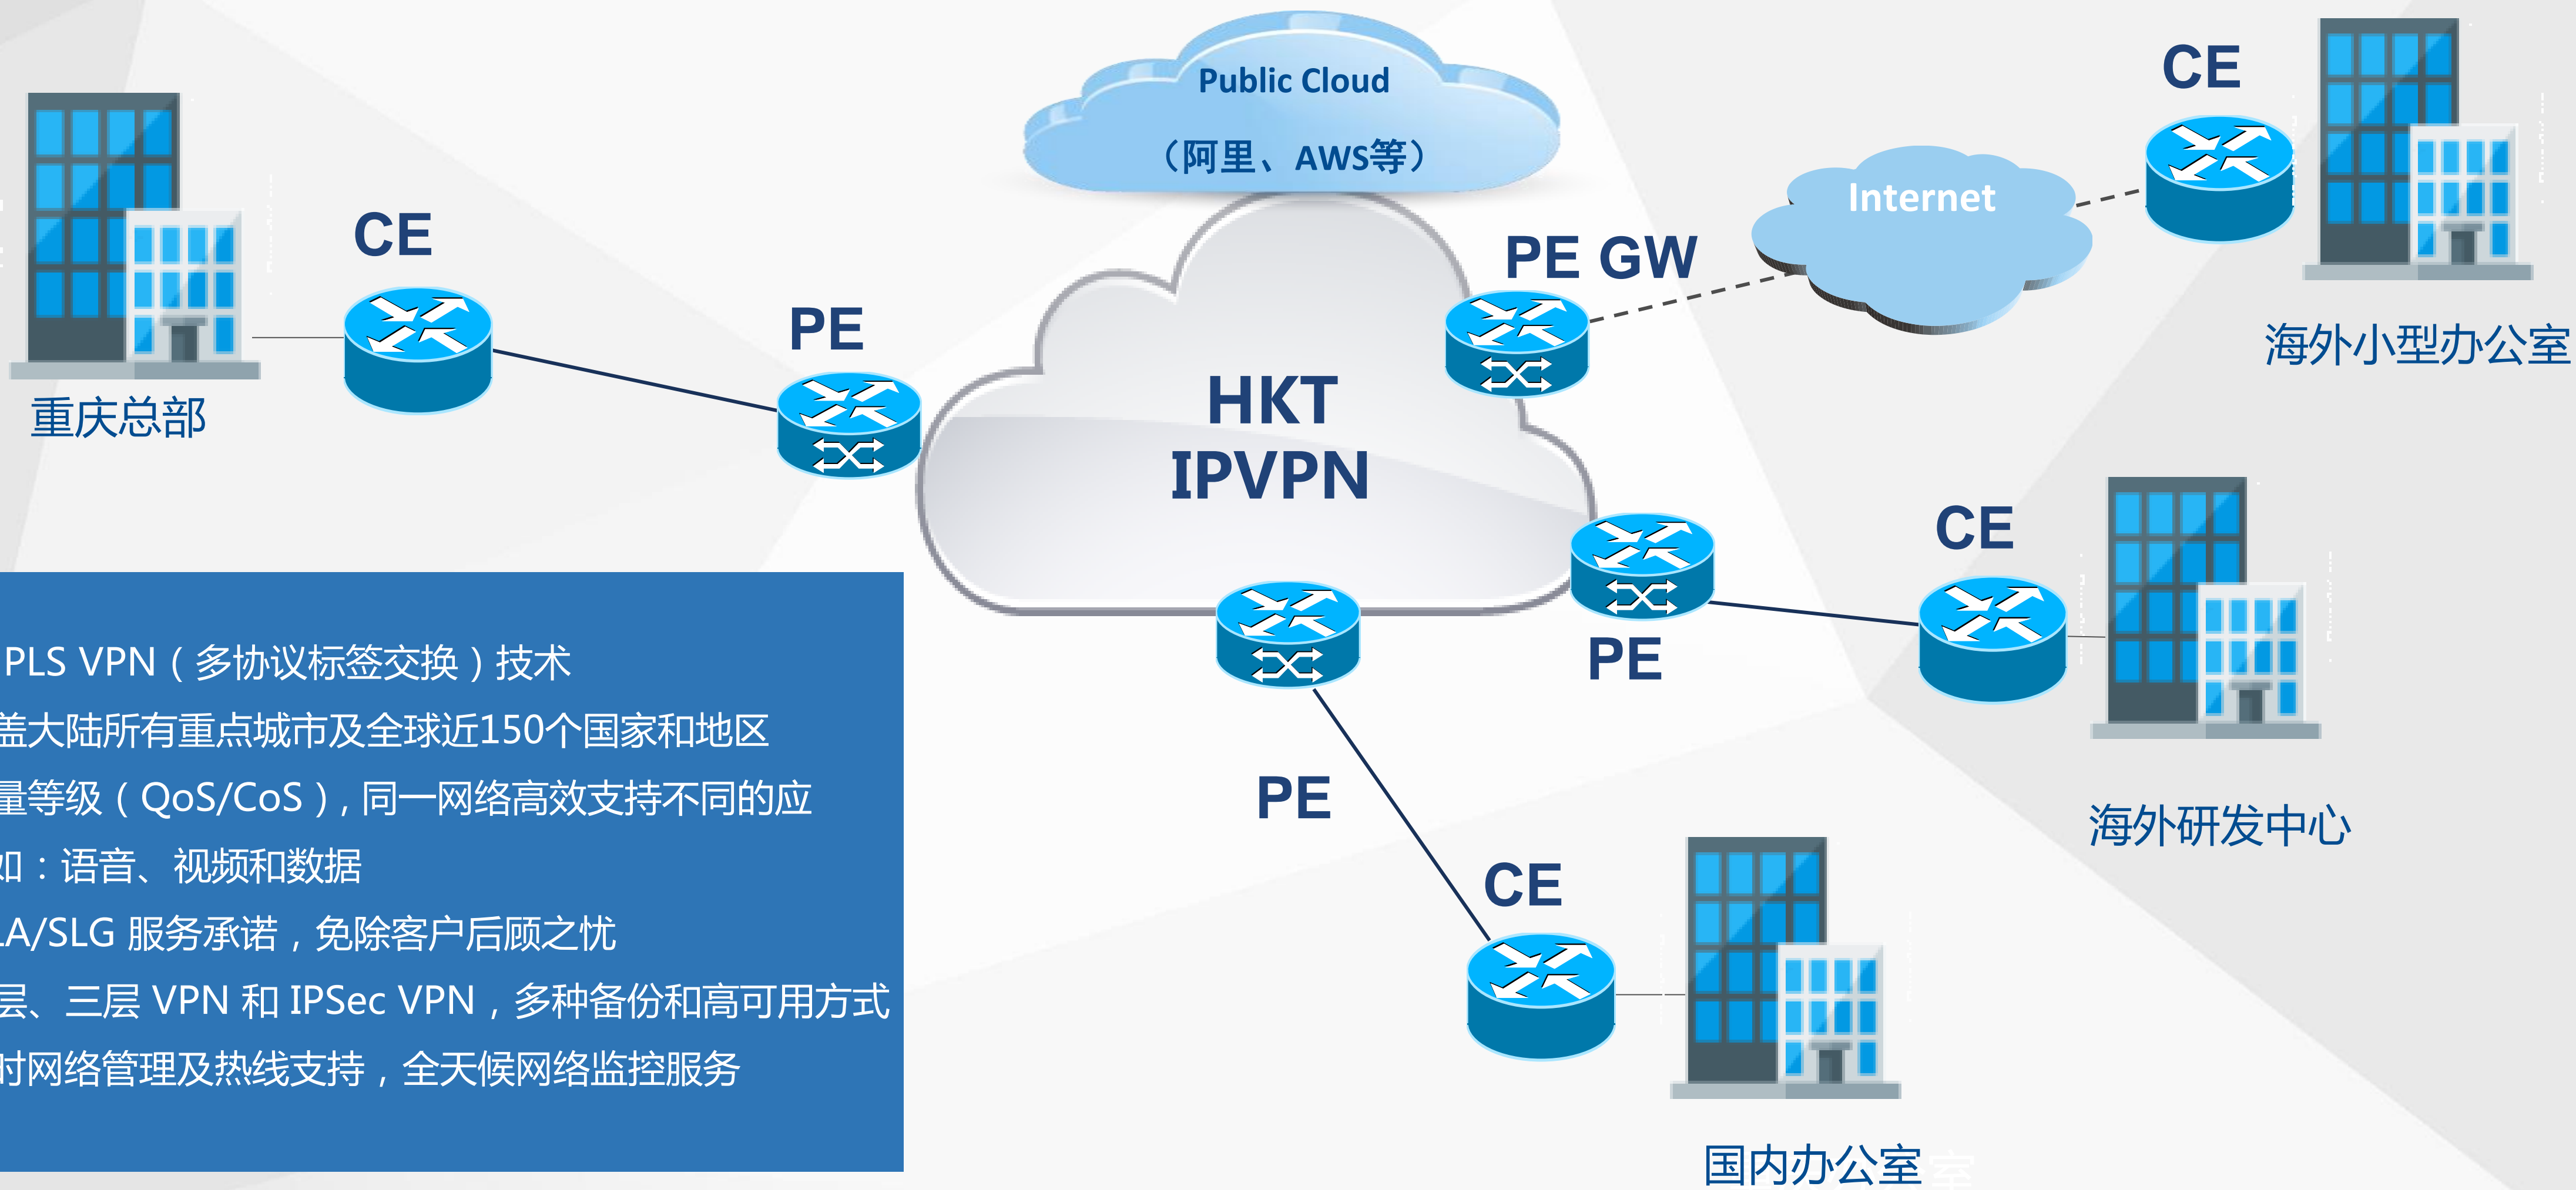 Public Cloud
（阿里、AWS等）
CE
Internet
CE
PE GW
PE
海外小型办公室
HKT
IPVPN
重庆总部
CE
PE
海外研发中心
PE
CE
国内办公室
PLS VPN（多协议标签交换）技术
盖大陆所有重点城市及全球近150个国家和地区
量等级（QoS/CoS），同一网络高效支持不同的应
如：语音、视频和数据
LA/SLG 服务承诺，免除客户后顾之忧
层、三层 VPN 和 IPSec VPN，多种备份和高可用方式
时网络管理及热线支持，全天候网络监控服务